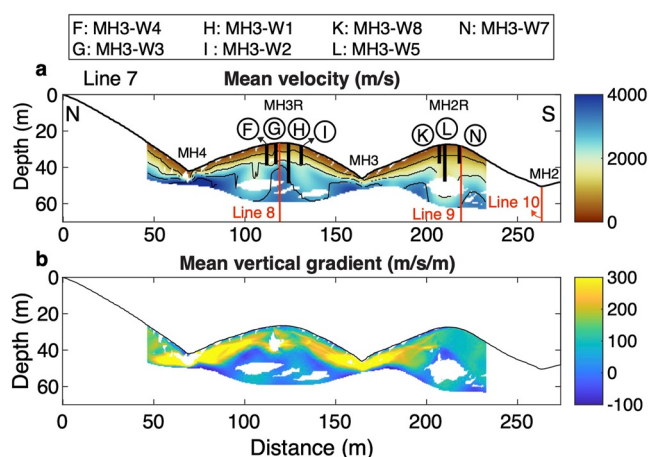 F: MH3-W4 H: MH3-W1 K: MH3-W8 N: MH3-W7
G: MH3-W3 I : MH3-W2 L: MH3-W5
a Line 7 Mean velocity (m/s)
N S
MH3R MH2R
F G H I K L N
MH4 MH3 MH2
Line 8 Line 9 Line 10
Depth (m)
0
20
40
60
0 50 100 150 200 250
4000
2000
0
b Mean vertical gradient (m/s/m)
Depth (m)
0
20
40
60
0 50 100 150 200 250
Distance (m)
300
200
100
0
-100